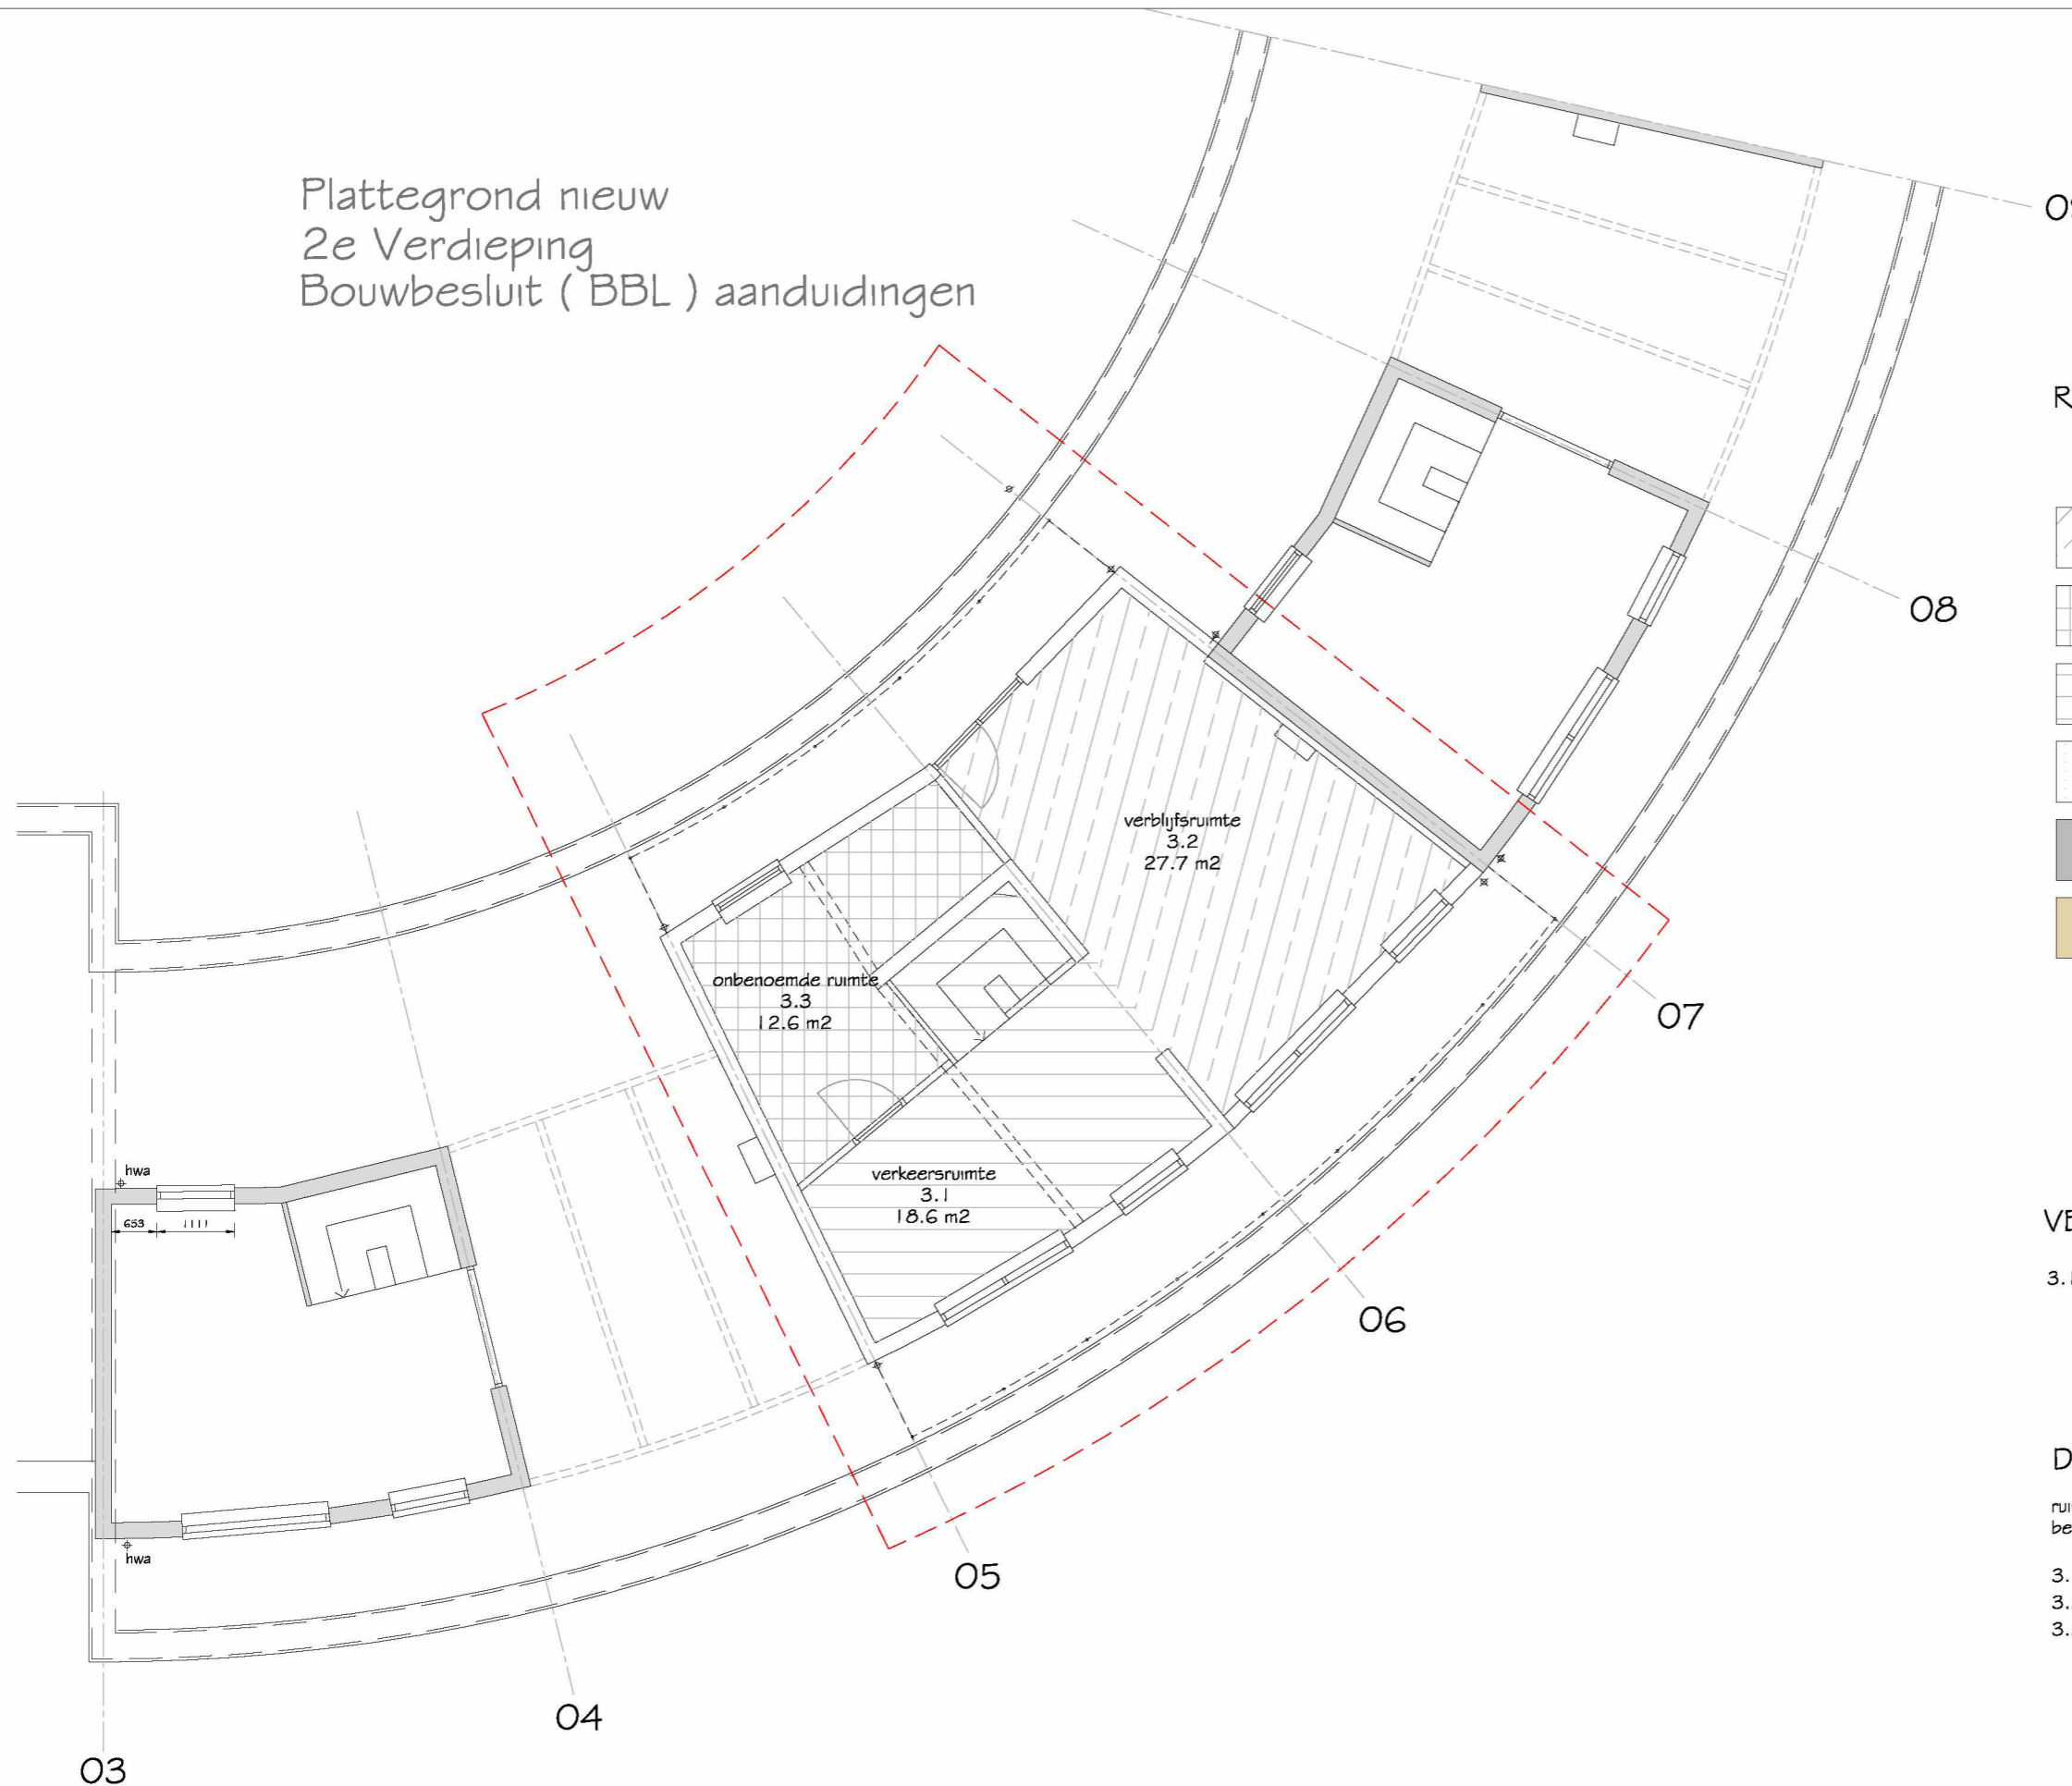 Plattegrond nieuw
2e Verdieping
Bouwbesluit ( BBL ) aanduidingen
08
verblijfsruimte
3.2
27.7 m2
onbenoemde ruimte
3.3
12.6 m2
07
verkeersruimte
3.1
18.6 m2
hwa
653
1111
06
hwa
05
04
03